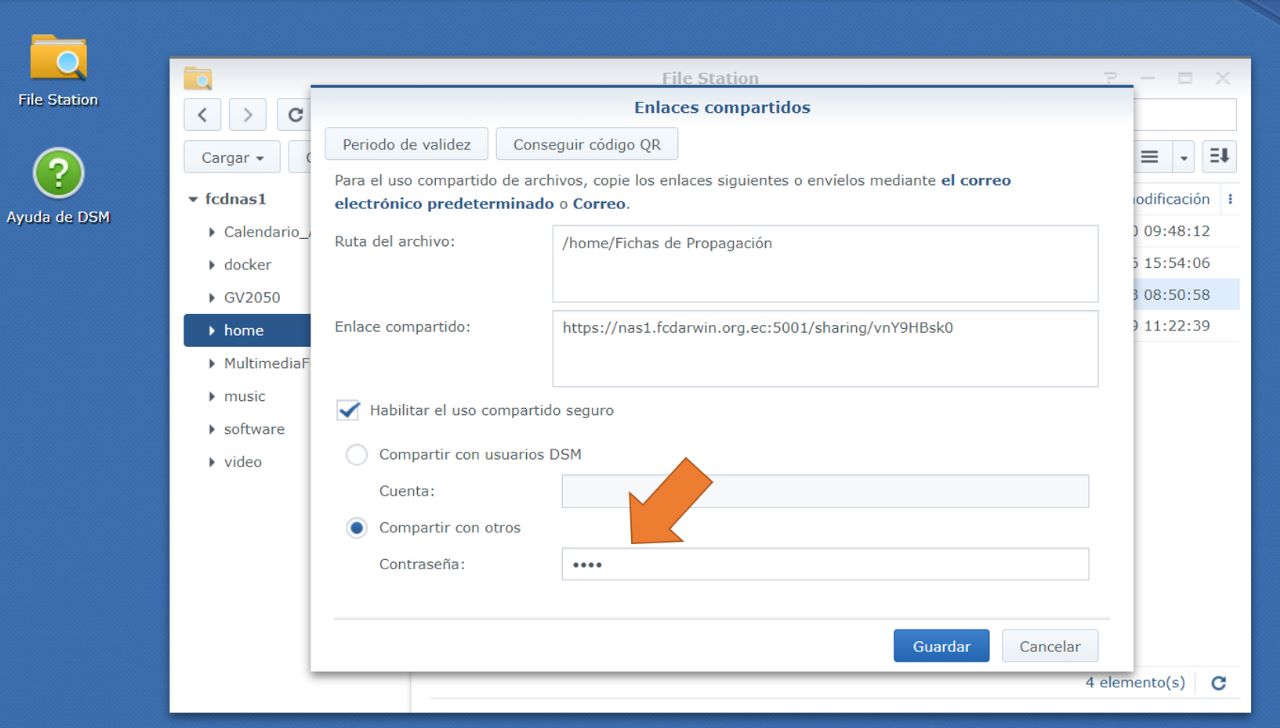 File Station
Ayuda de DSM
File Station
Enlaces compartidos
Periodo de validez
Conseguir código QR
Cargar
Para el uso compartido de archivos, copie los enlaces siguientes o envíelos mediante el correo
electrónico predeterminado o Correo.
fcdnas1
Calendario_
docker
GV2050
home
MultimediaF
music
software
video
Ruta del archivo:
/home/Fichas de Propagación
Enlace compartido:
https://nas1.fcdarwin.org.ec:5001/sharing/vnY9HBsk0
Habilitar el uso compartido seguro
Compartir con usuarios DSM
Cuenta:
Compartir con otros
Contraseña:
••••
Guardar
Cancelar
odificación
09:48:12
15:54:06
08:50:58
11:22:39
4 elemento(s)